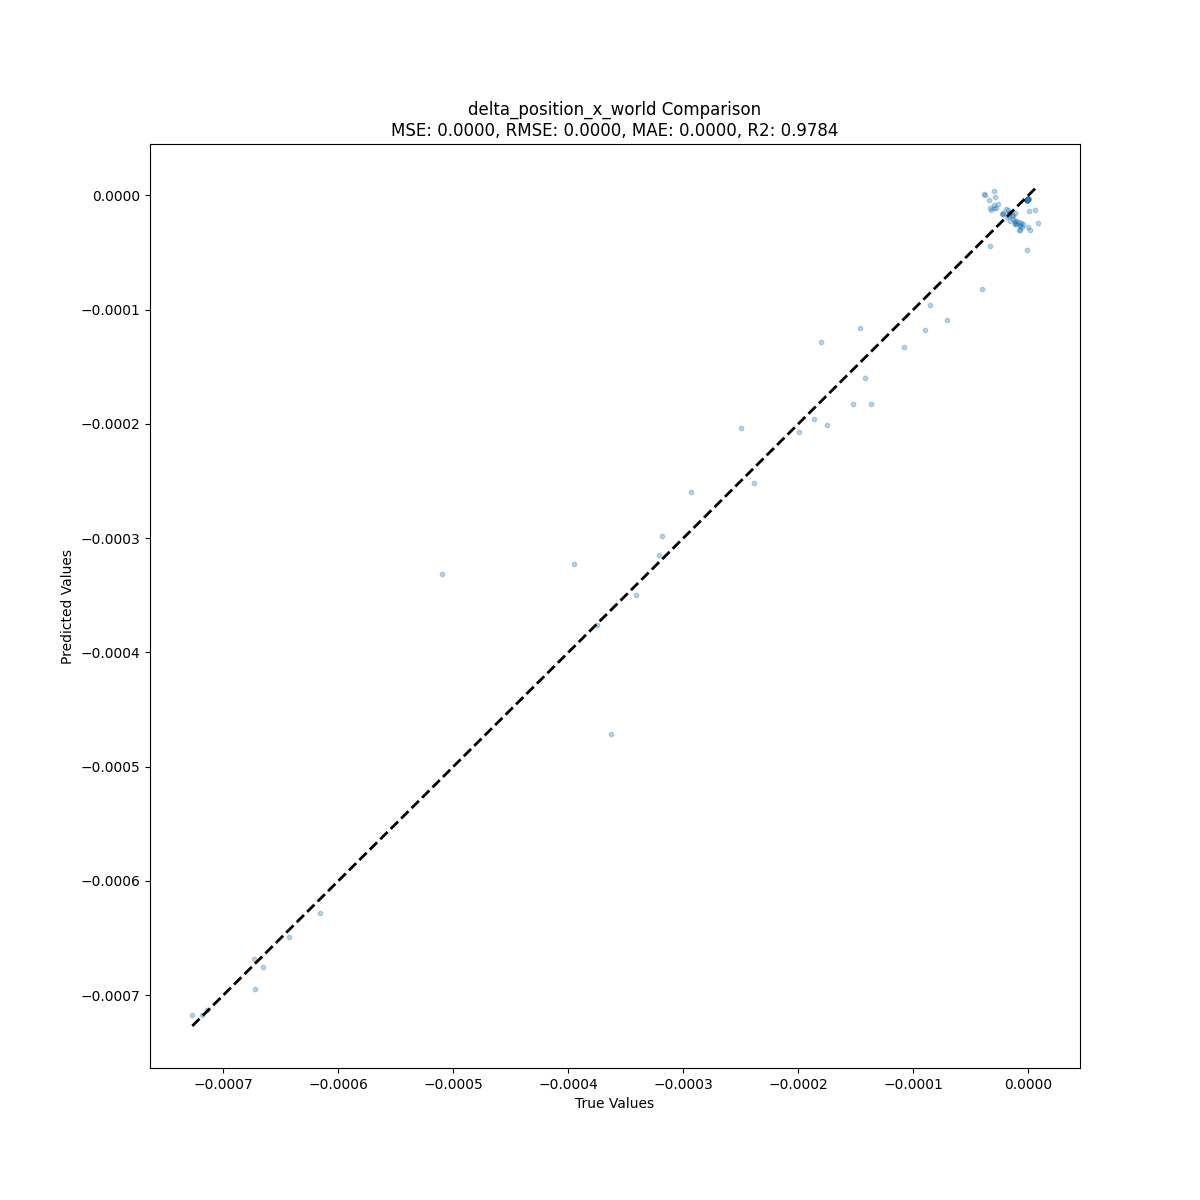 delta_position_x_world Comparison
MSE: 0.0000, RMSE: 0.0000, MAE: 0.0000, R2: 0.9784
0.0000
−0.0001
−0.0002
−0.0003
−0.0004
−0.0005
−0.0006
−0.0007
Predicted Values
−0.0007 −0.0006 −0.0005 −0.0004 −0.0003 −0.0002 −0.0001 0.0000
True Values